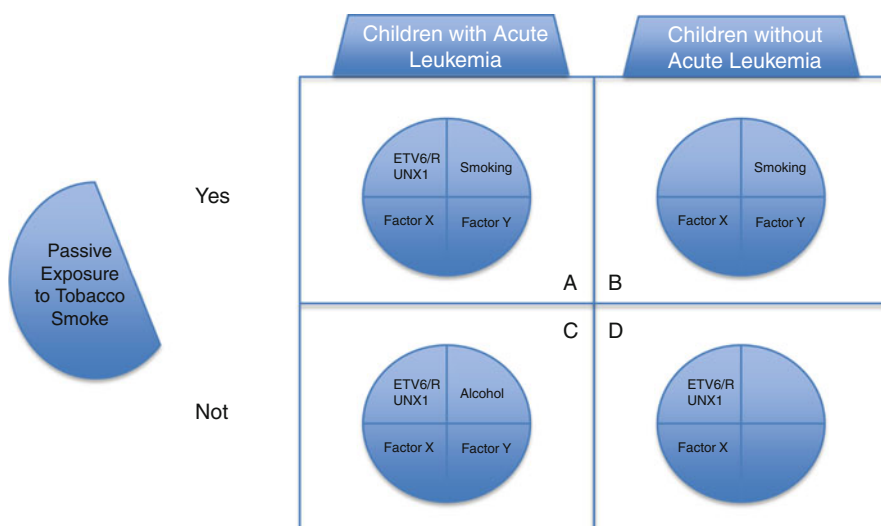 Children with Acute
Leukemia
Children without
Acute Leukemia
Passive
Exposure
to Tobacco
Smoke
Yes
ETV6/R
UNX1
Smoking
Factor X
Factor Y
A
Smoking
Factor X
Factor Y
B
Not
C
ETV6/R
UNX1
Alcohol
Factor X
Factor Y
D
ETV6/R
UNX1
Factor X